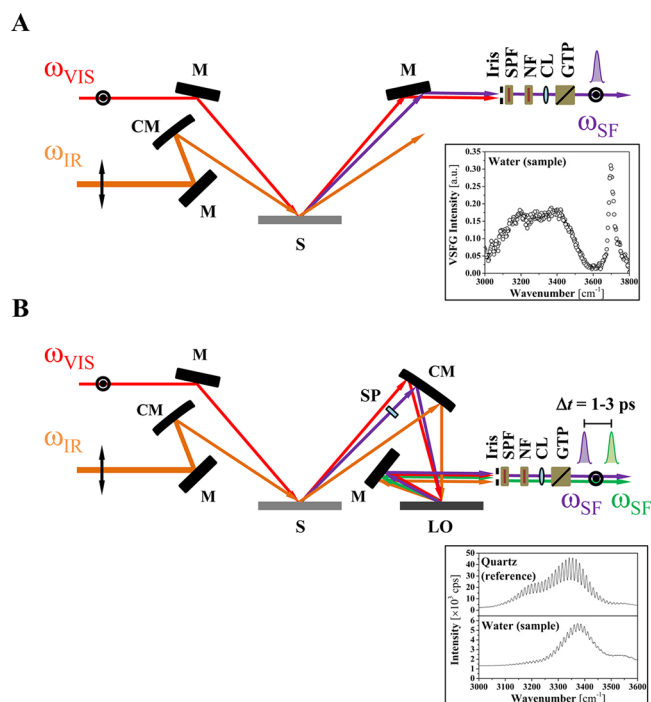 A
ωVIS
M
M
Iris
SPF
NF
CL
GTP
CM
ωSF
ωIR
M
S
Water (sample)
VSFG Intensity [a.u.]
0.35
0.30
0.25
0.20
0.15
0.10
0.05
0.00
3000 3200 3400 3600 3800
Wavenumber [cm-1]
B
ωVIS
M
CM
SP
Δt = 1-3 ps
CM
Iris
SPF
NF
CL
GTP
ωIR
M
M
ωSF ωSF
S
LO
Quartz
(reference)
50
40
30
20
10
0
Intensity [×10³ cps]
Water (sample)
6
5
4
3
2
1
0
3000 3100 3200 3300 3400 3500 3600
Wavenumber [cm-1]